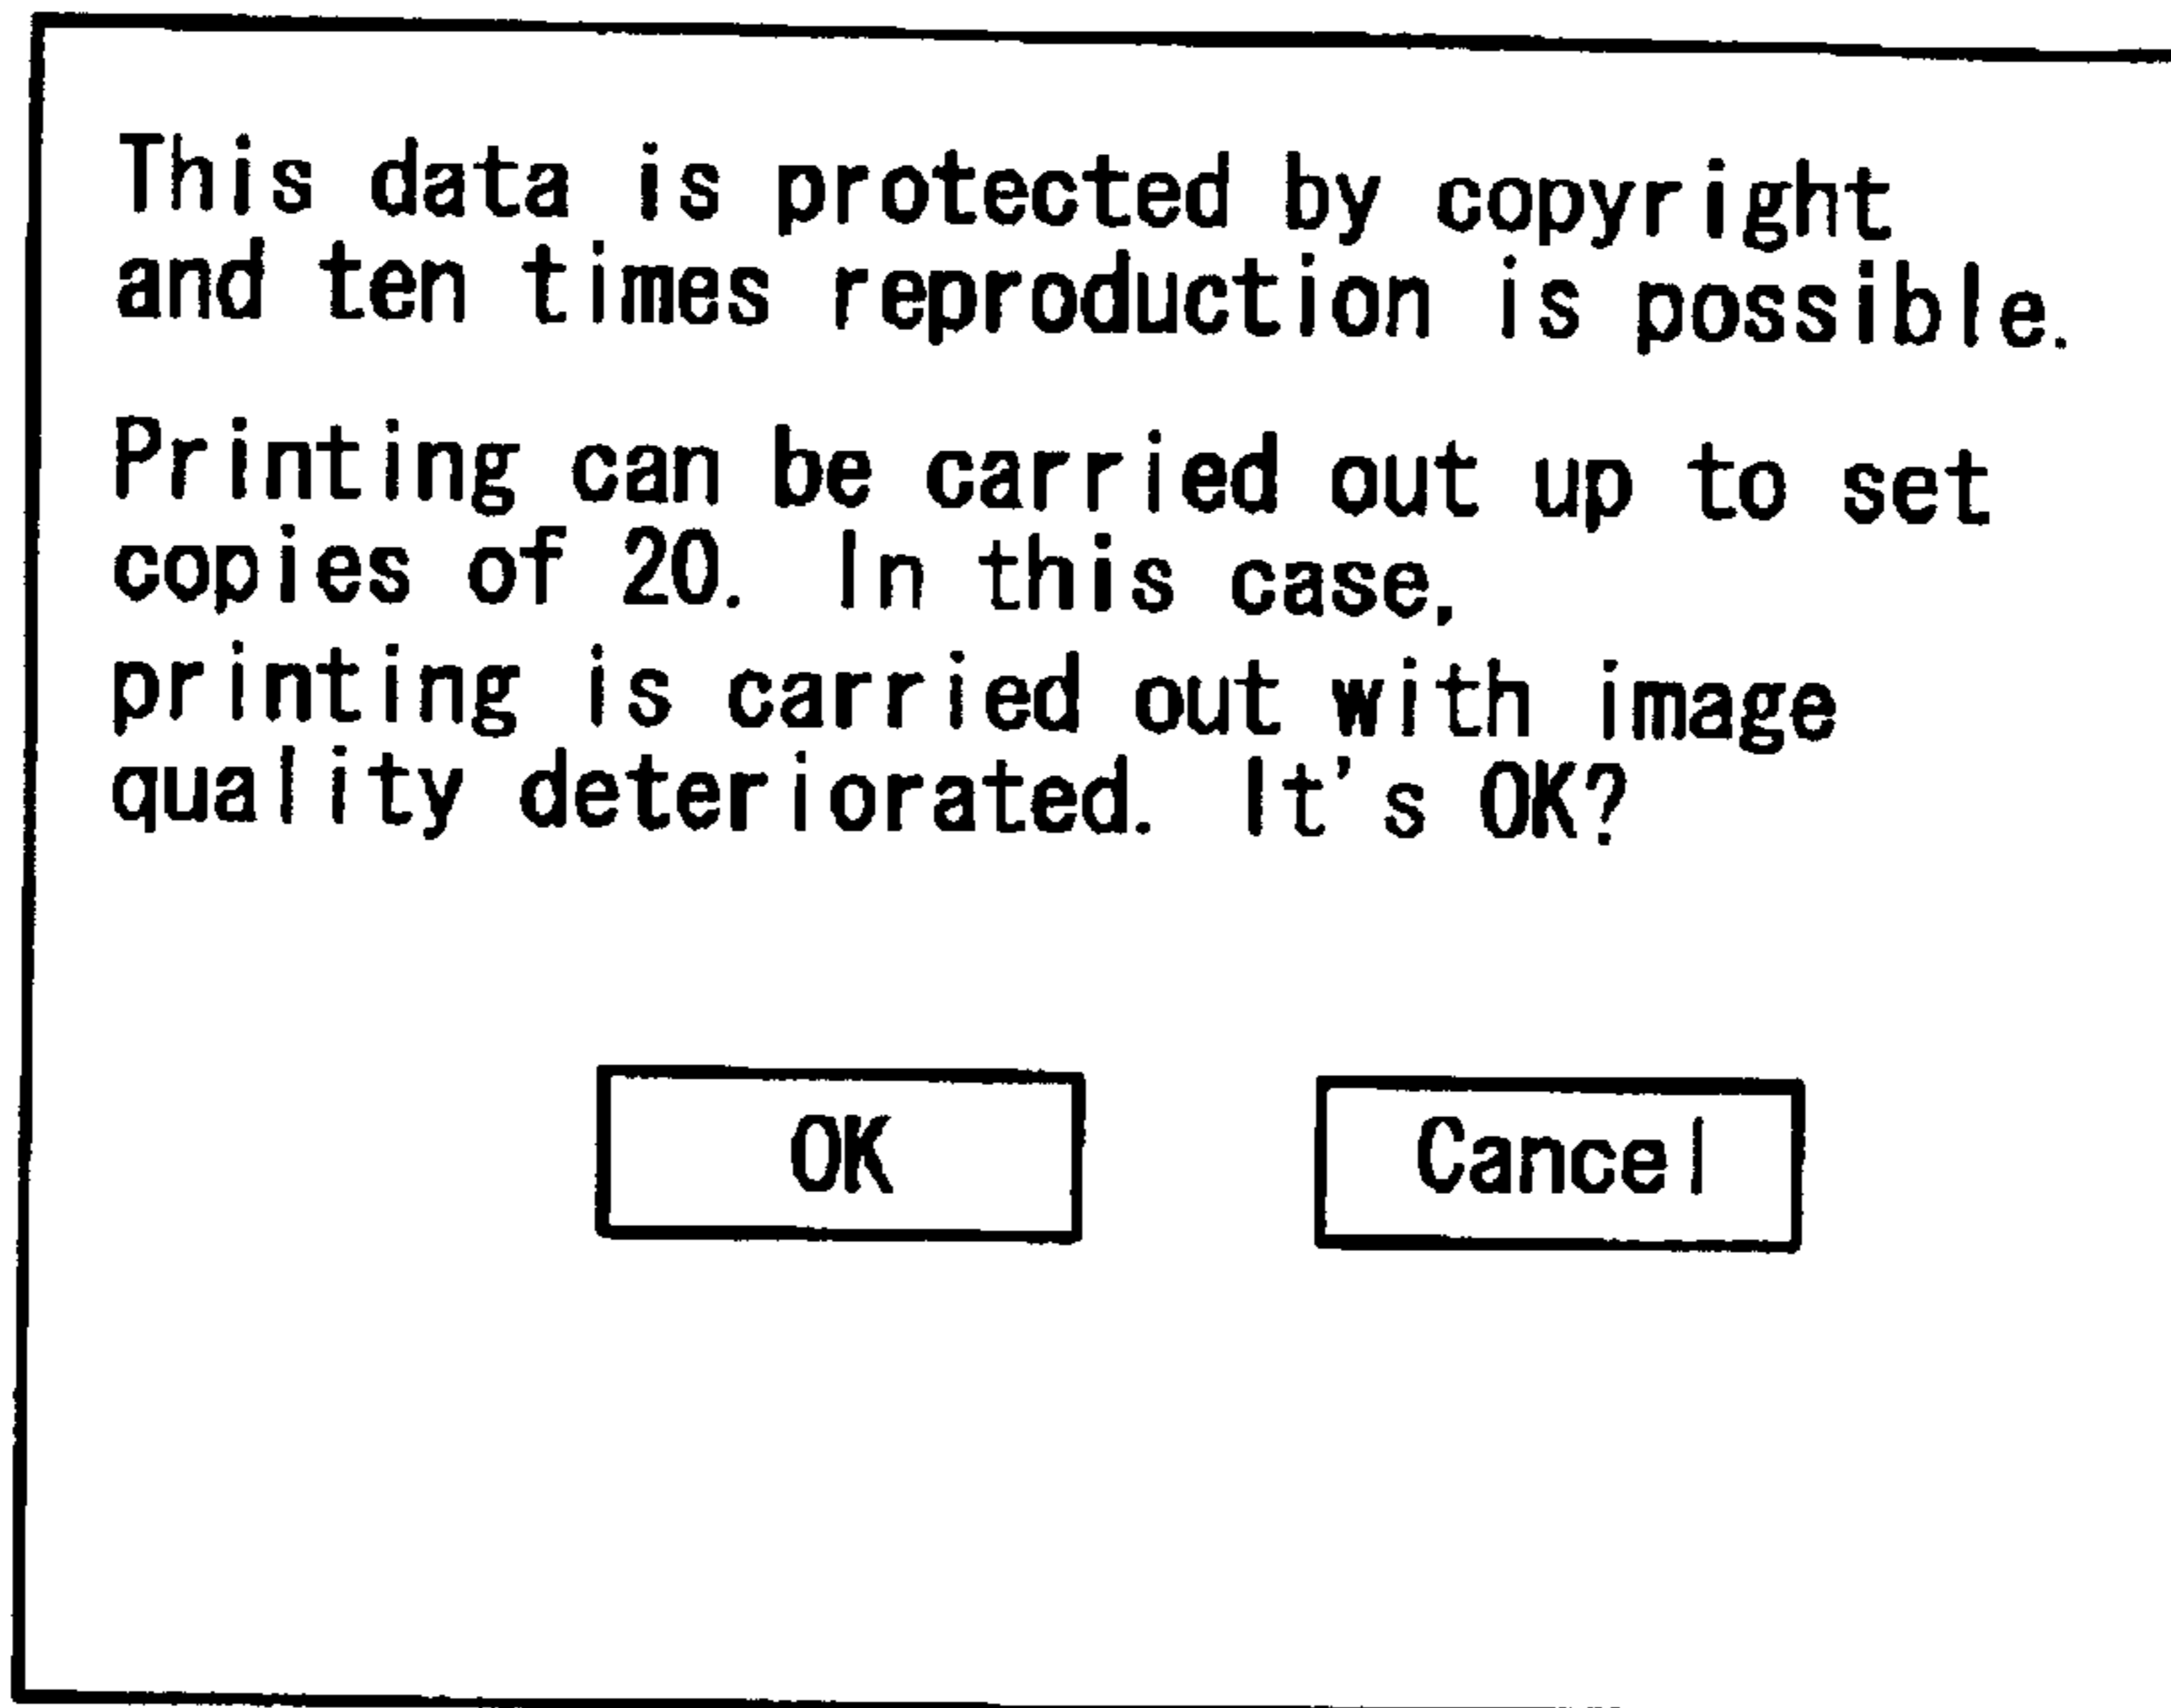 This data is protected by copyright
and ten times reproduction is possible.
Printing can be carried out up to set
copies of 20. In this case,
printing is carried out with image
quality deteriorated. It's OK?
OK
Cancel